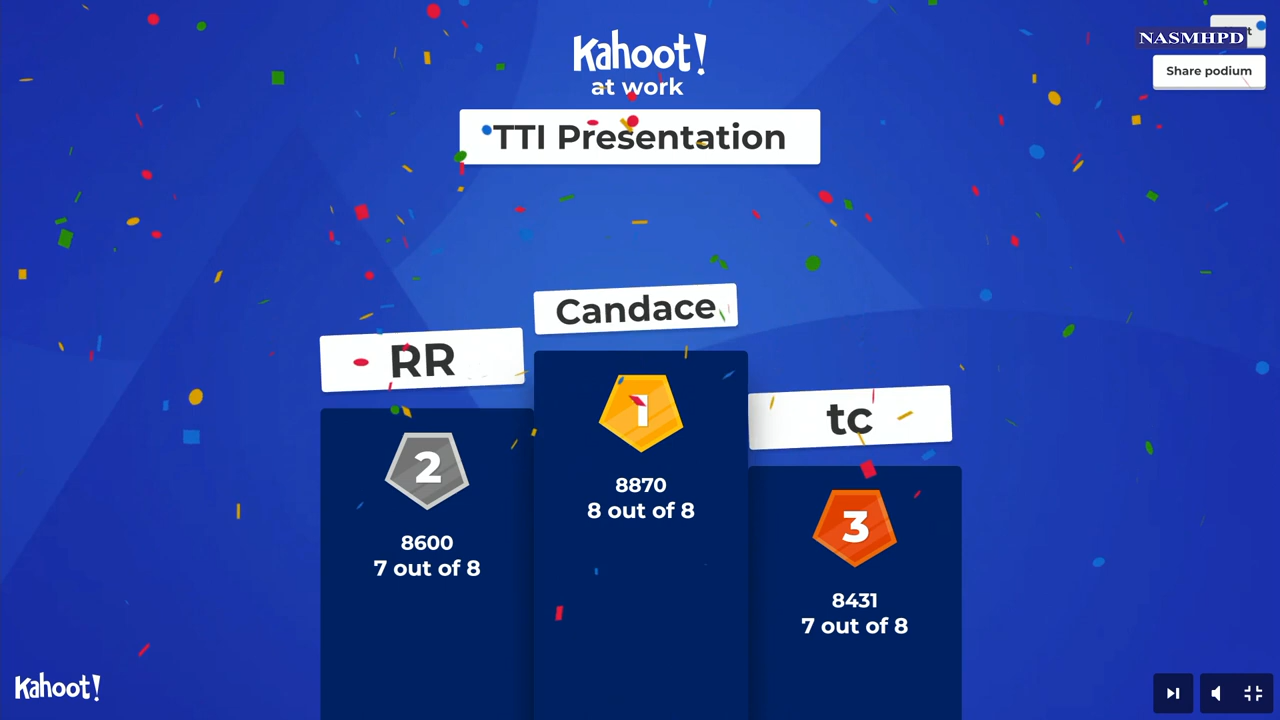 Kahoot!
at work
NASMHPD
Share podium
TTI Presentation
Candace
RR
tc
1
8870
8 out of 8
2
8600
7 out of 8
3
8431
7 out of 8
Kahoot!